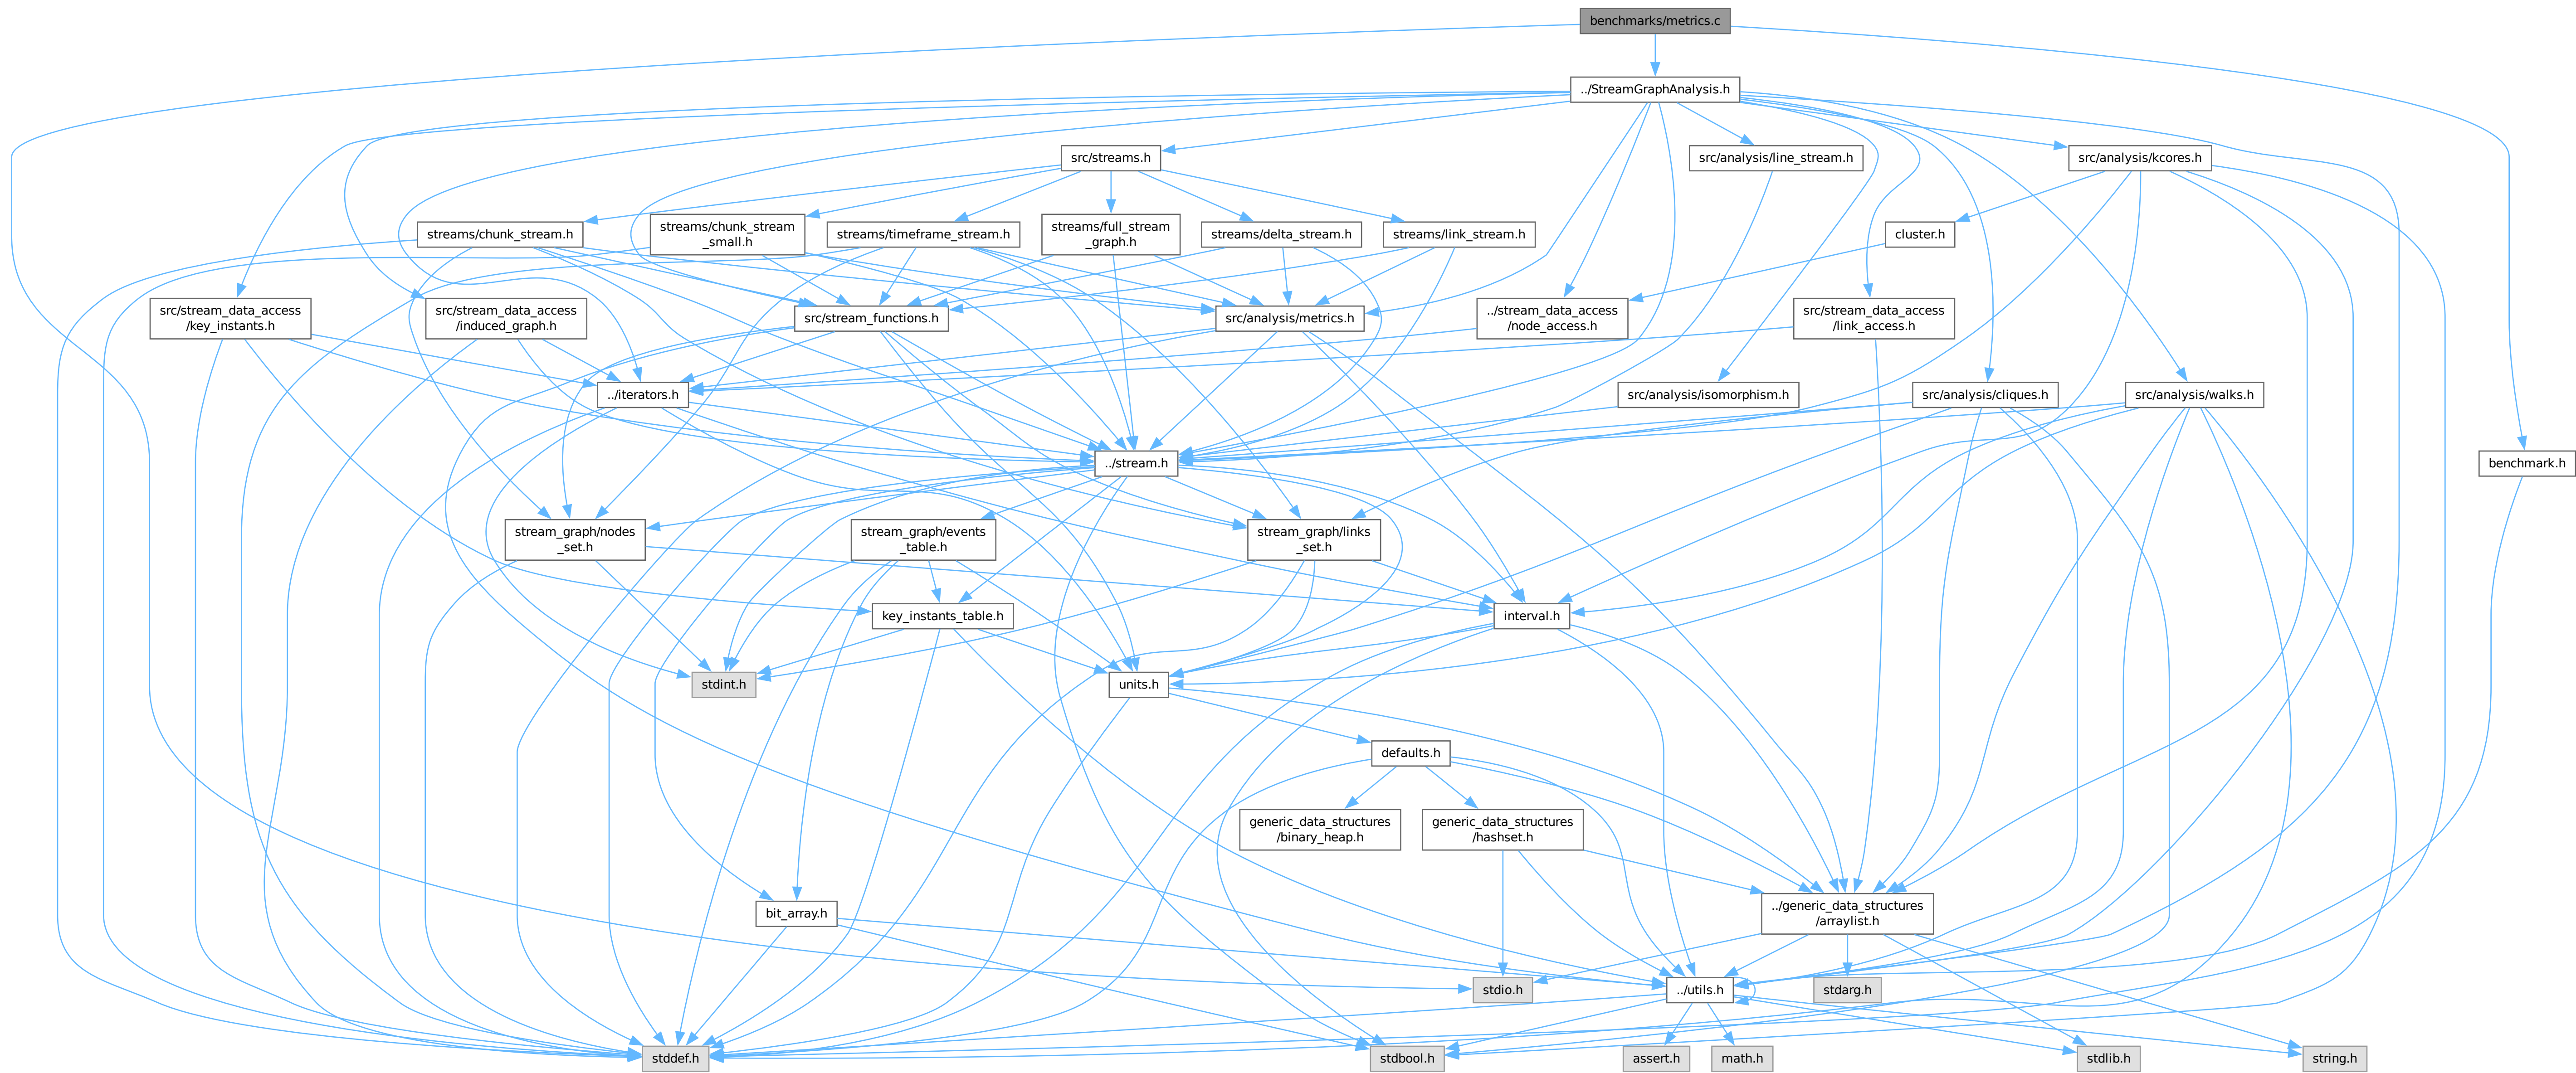 benchmarks/metrics.c
../StreamGraphAnalysis.h
src/streams.h
src/analysis/line_stream.h
src/analysis/kcores.h
streams/chunk_stream.h
streams/chunk_stream
_small.h
streams/timeframe_stream.h
streams/full_stream
_graph.h
streams/delta_stream.h
streams/link_stream.h
cluster.h
src/stream_data_access
/key_instants.h
src/stream_data_access
/induced_graph.h
src/stream_functions.h
src/analysis/metrics.h
../stream_data_access
/node_access.h
src/stream_data_access
/link_access.h
../iterators.h
src/analysis/isomorphism.h
src/analysis/cliques.h
src/analysis/walks.h
../stream.h
benchmark.h
stream_graph/nodes
_set.h
stream_graph/events
_table.h
stream_graph/links
_set.h
key_instants_table.h
interval.h
stdint.h
units.h
defaults.h
generic_data_structures
/binary_heap.h
generic_data_structures
/hashset.h
bit_array.h
../generic_data_structures
/arraylist.h
stdio.h
../utils.h
stdarg.h
stddef.h
stdbool.h
assert.h
math.h
stdlib.h
string.h